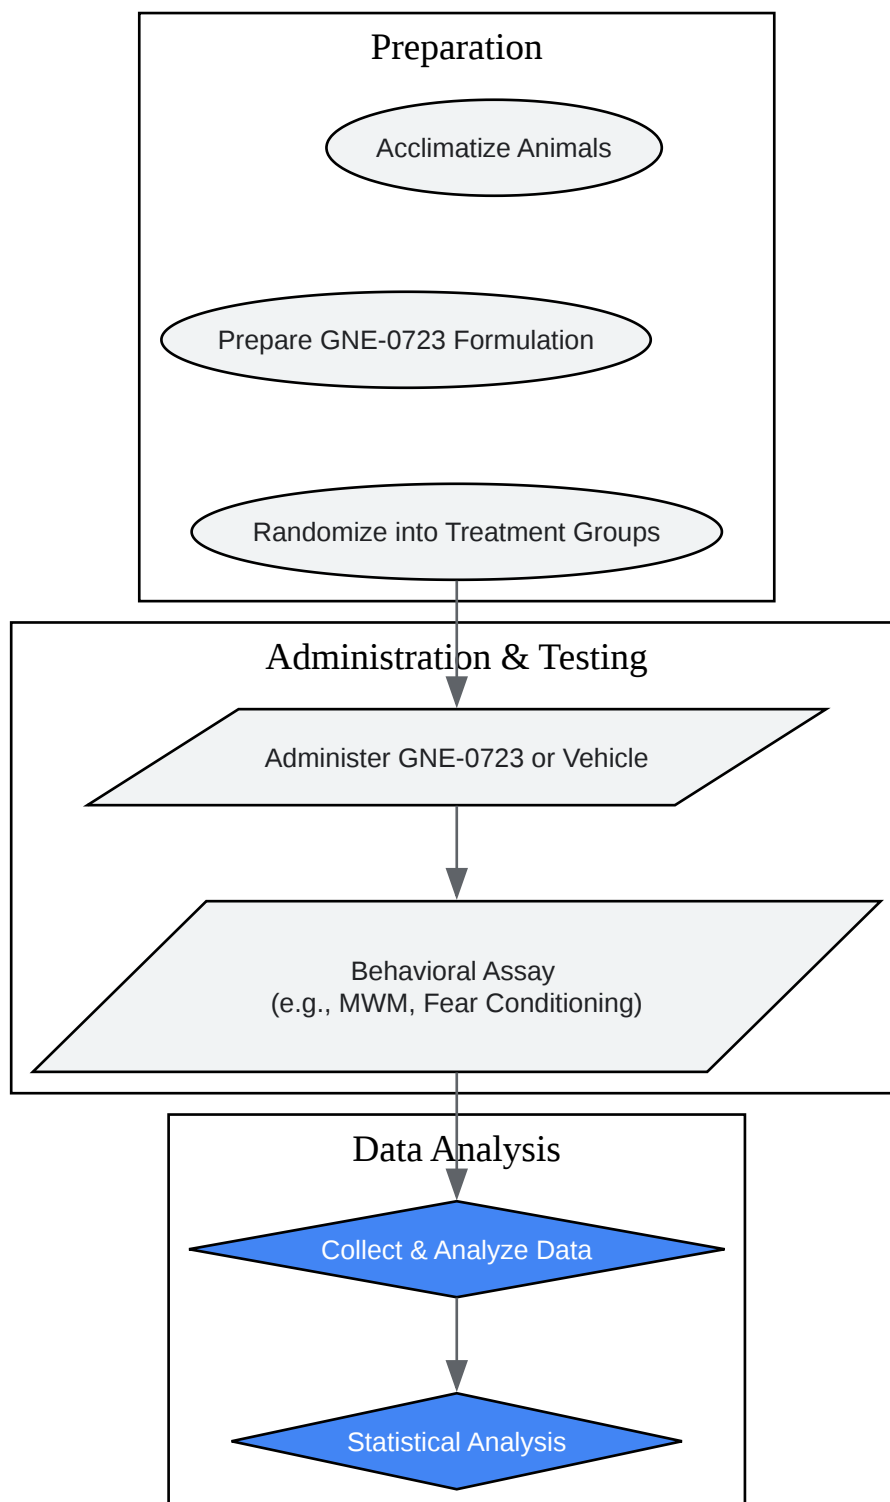 Preparation
Acclimatize Animals
Prepare GNE-0723 Formulation
Randomize into Treatment Groups
Administration & Testing
Administer GNE-0723 or Vehicle
Behavioral Assay
(e.g., MWM, Fear Conditioning)
Data Analysis
Collect & Analyze Data
Statistical Analysis